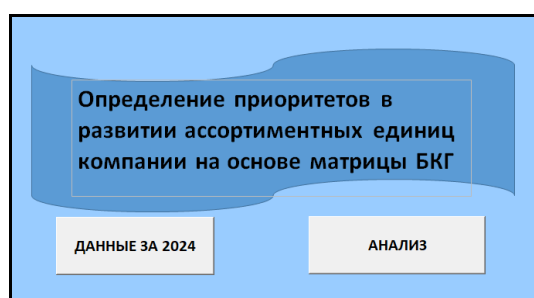 Определение приоритетов в
развитии ассортиментных единиц
компании на основе матрицы БКГ
ДАННЫЕ ЗА 2024
АНАЛИЗ